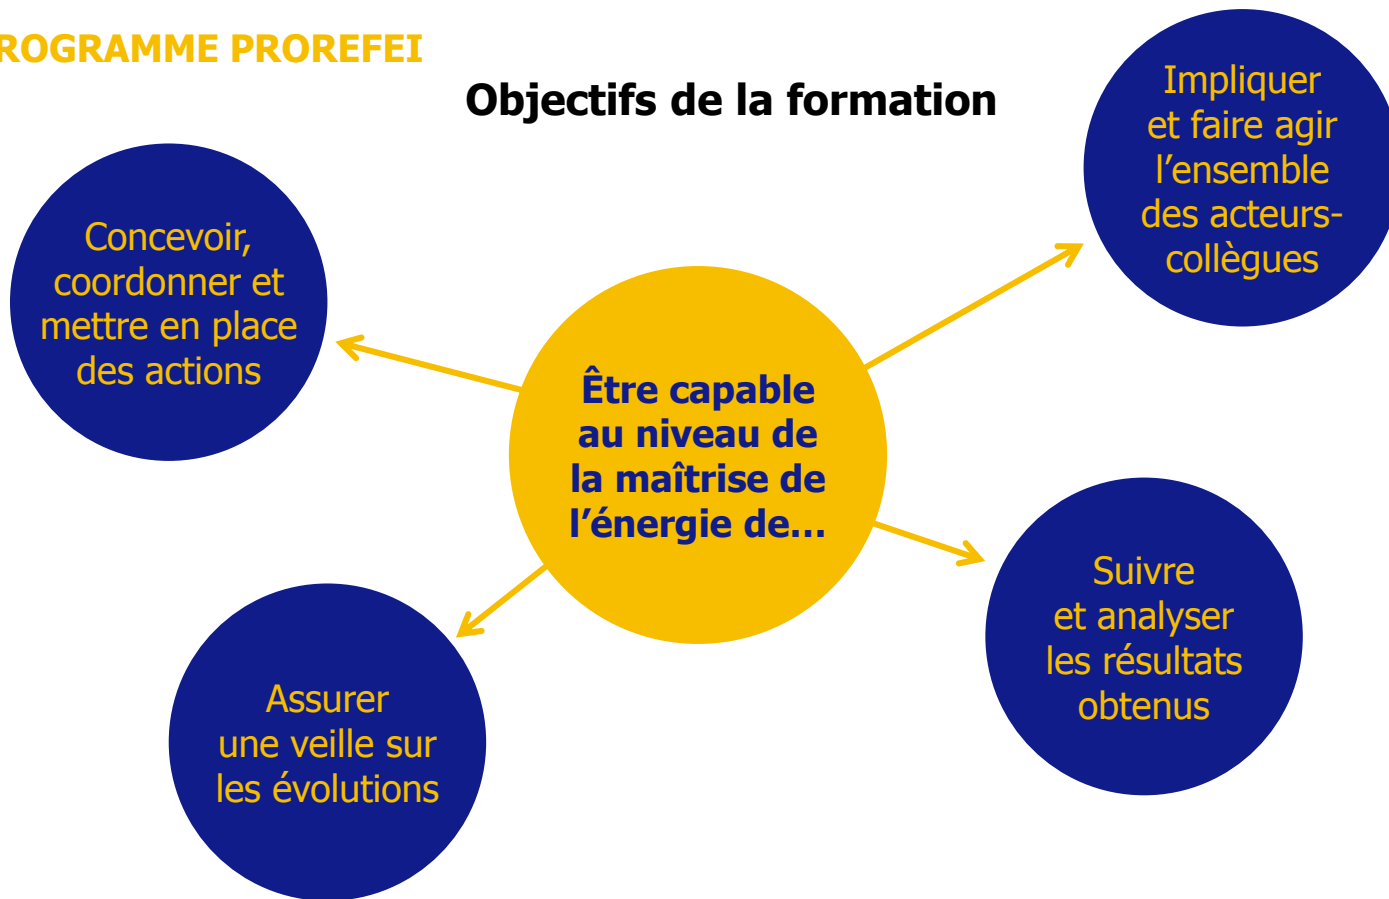 ROGRAMME PROREFEI
Objectifs de la formation
Impliquer
et faire agir
l’ensemble
des acteurs-
collègues
Concevoir,
coordonner et
mettre en place
des actions
Être capable
au niveau de
la maîtrise de
l’énergie de...
Suivre
et analyser
les résultats
obtenus
Assurer
une veille sur
les évolutions